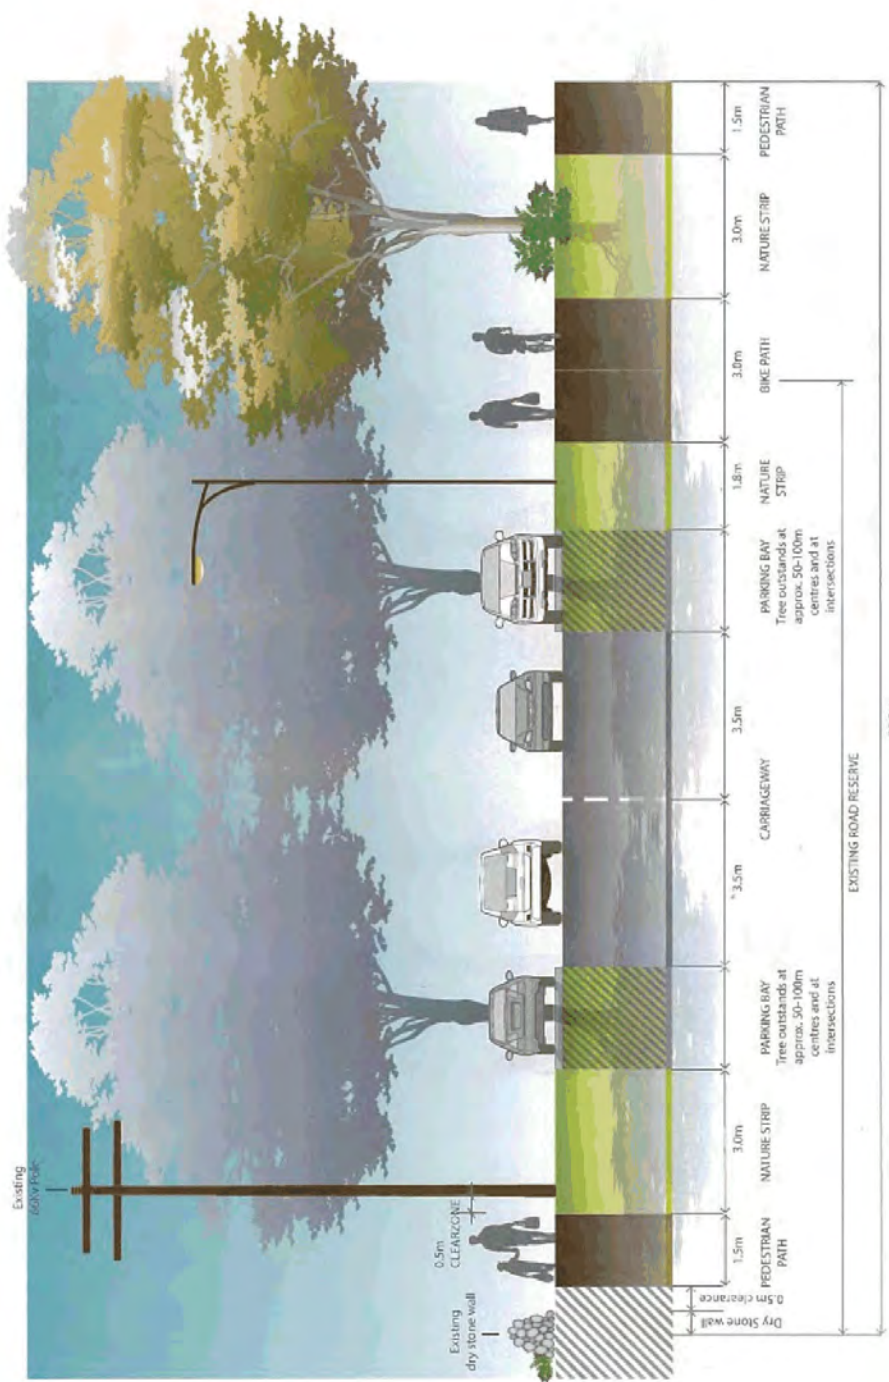 Existing
66kv Pole
0.5m
CLEARZONE
Existing
dry stone wall
Dry Stone wall
0.5m clearance
1.5m
PEDESTRIAN
PATH
3.0m
NATURE STRIP
PARKING BAY
Tree outstands at
approx. 50-100m
centres and at
intersections
3.5m
CARRIAGEWAY
3.5m
PARKING BAY
Tree outstands at
approx. 50-100m
centres and at
intersections
1.8m
NATURE
STRIP
3.0m
BIKE PATH
3.0m
NATURE STRIP
1.5m
PEDESTRIAN
PATH
EXISTING ROAD RESERVE